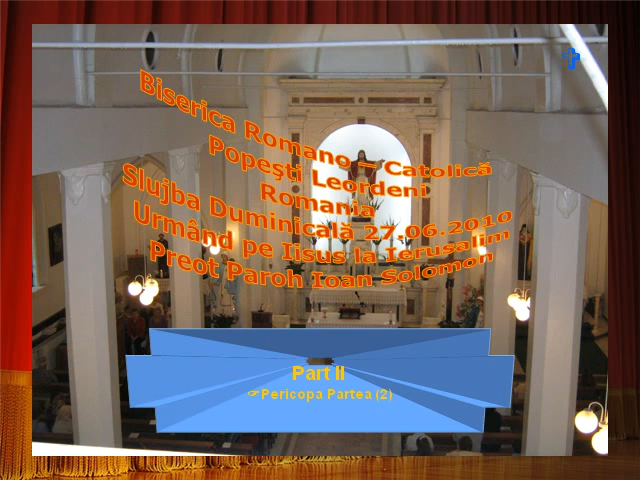 Biserica Romano – Catolică
Popeşti Leordeni
Romania
Slujba Duminicală 27.06.2010
Urmând pe Iisus la Ierusalim
Preot Paroh Ioan Solomon
Part II
☞Pericopa Partea (2)